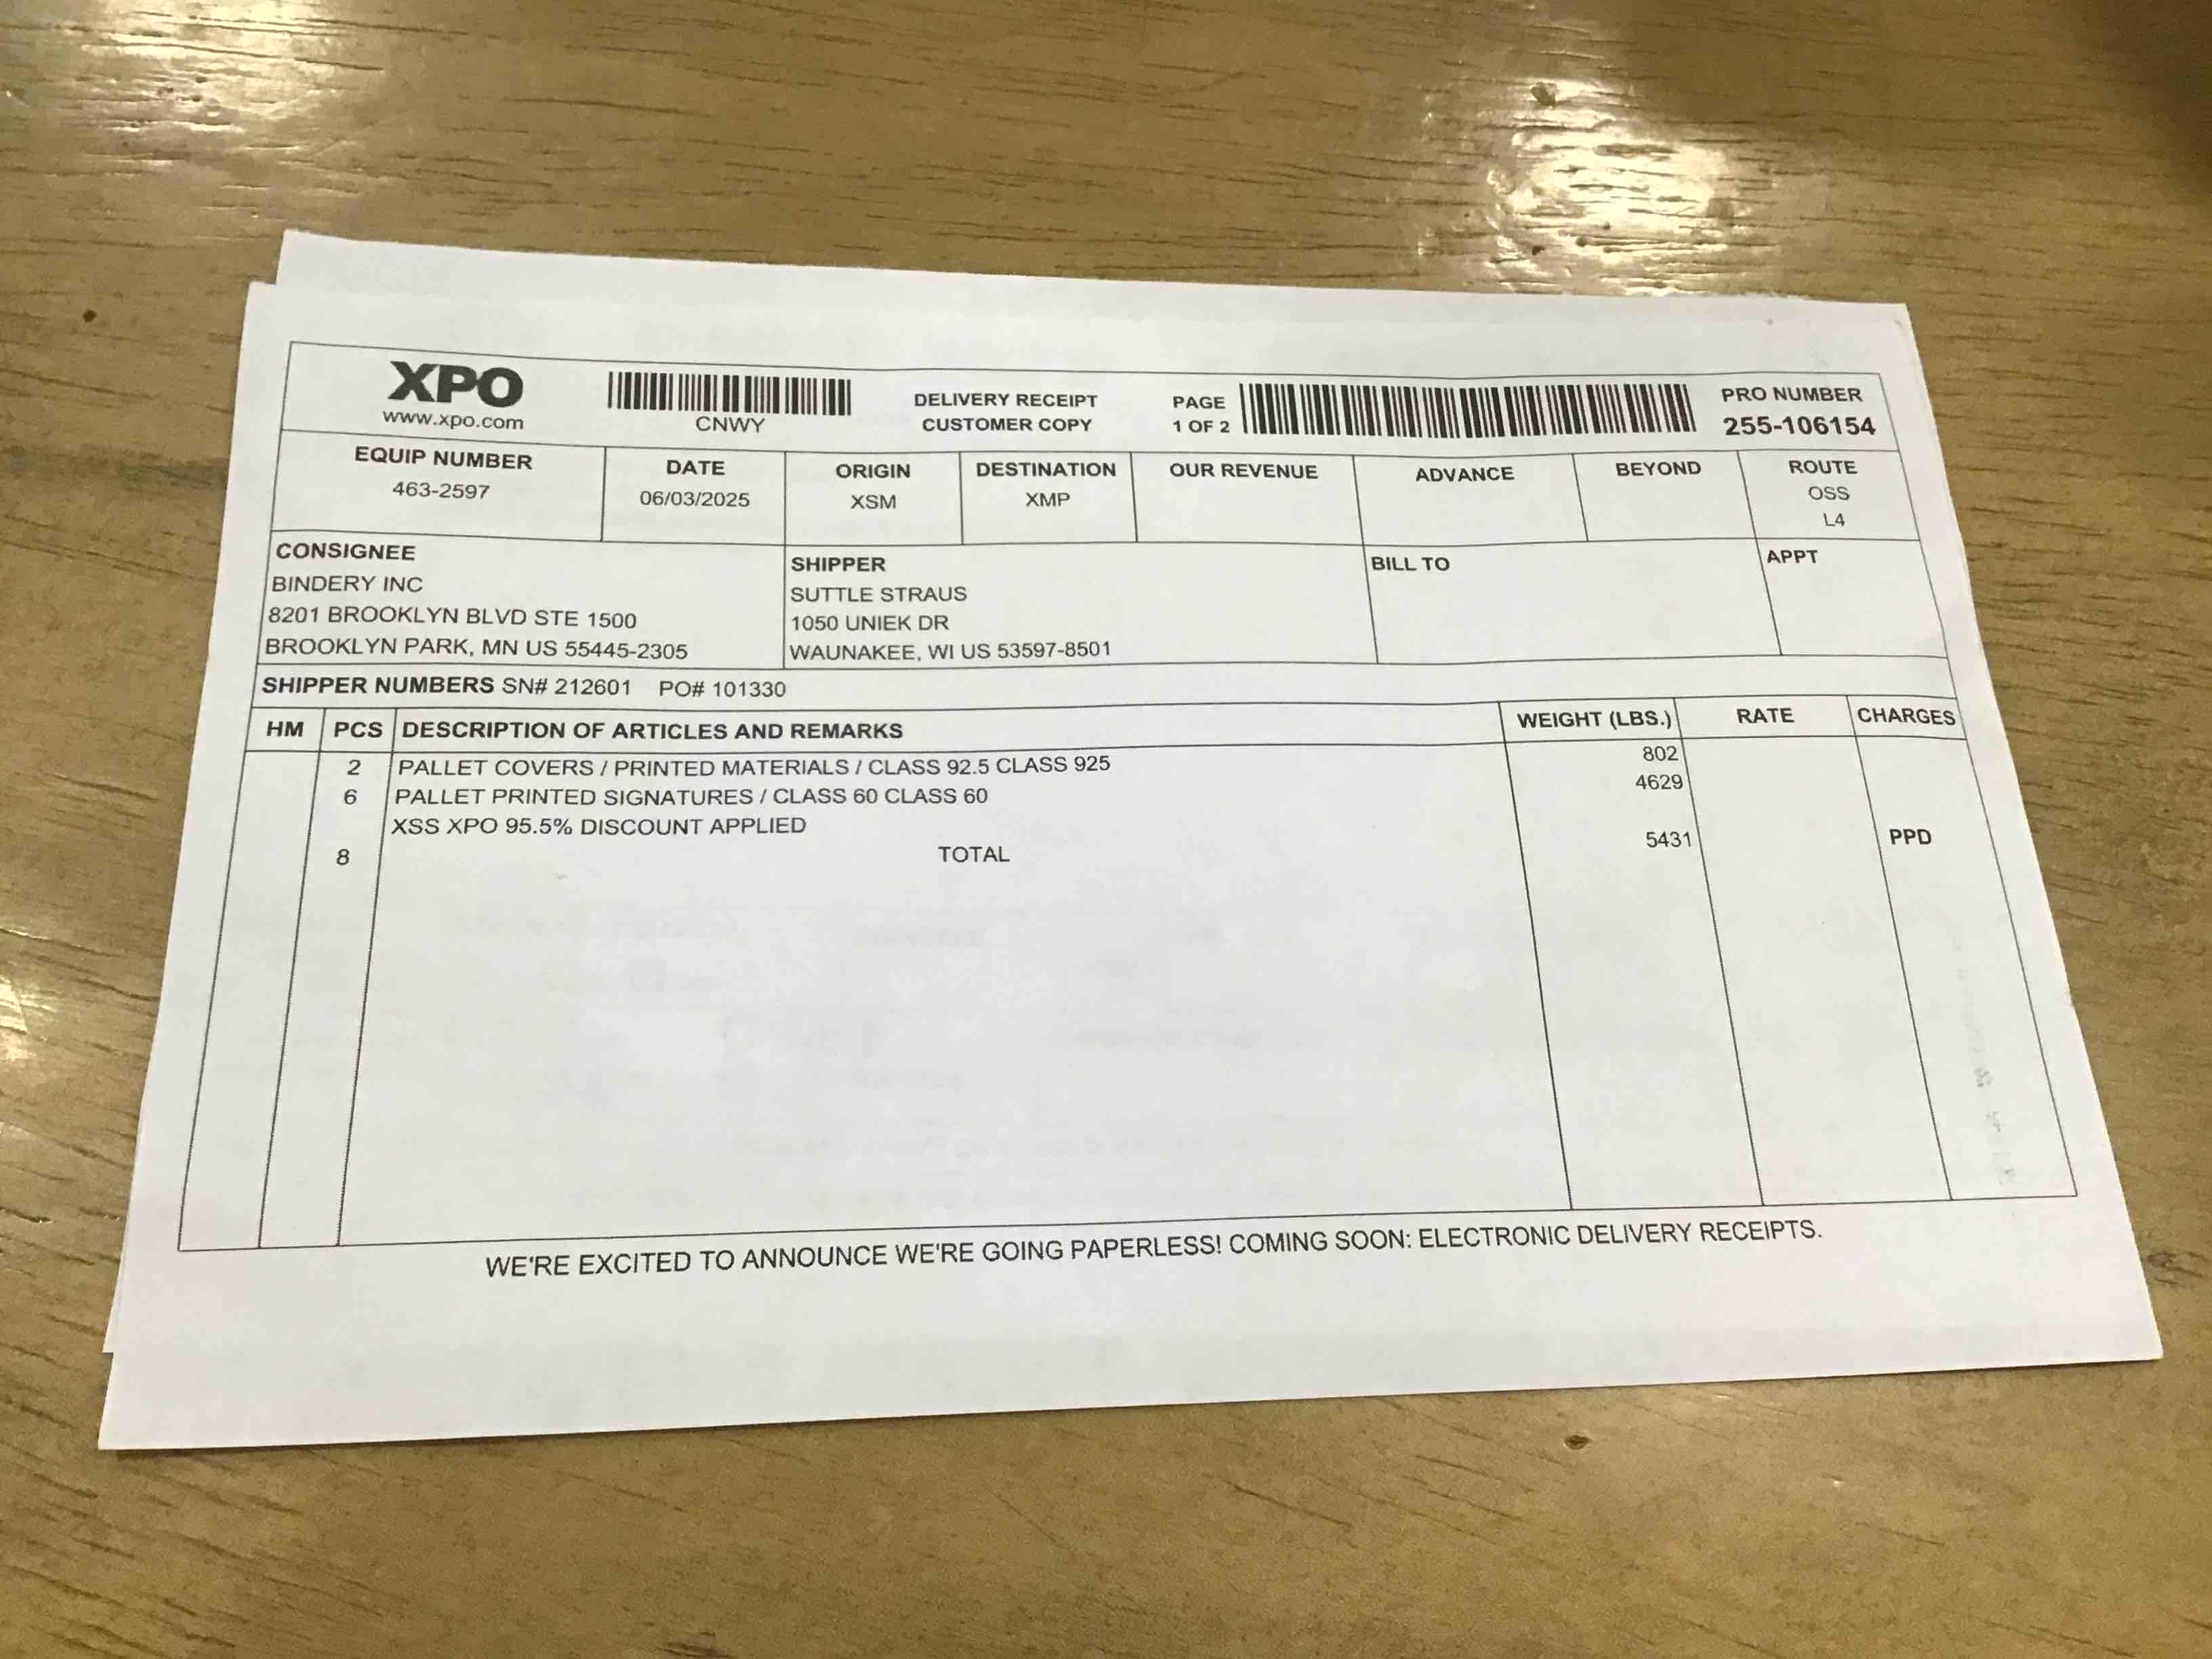 XPO
www.xpo.com
CNWY
DELIVERY RECEIPT
CUSTOMER COPY
PAGE
1 OF 2
PRO NUMBER
255-106154
EQUIP NUMBER
463-2597
DATE
06/03/2025
ORIGIN
XSM
DESTINATION
XMP
OUR REVENUE
ADVANCE
BEYOND
ROUTE
OSS
L4
CONSIGNEE
BINDERY INC
8201 BROOKLYN BLVD STE 1500
BROOKLYN PARK, MN US 55445-2305
SHIPPER
SUTTLE STRAUS
1050 UNIEK DR
WAUNAKEE, WI US 53597-8501
BILL TO
APPT
SHIPPER NUMBERS SN# 212601 PO# 101330
HM PCS DESCRIPTION OF ARTICLES AND REMARKS WEIGHT (LBS.) RATE CHARGES
2 PALLET COVERS / PRINTED MATERIALS / CLASS 92.5 CLASS 925 802
6 PALLET PRINTED SIGNATURES / CLASS 60 CLASS 60 4629
XSS XPO 95.5% DISCOUNT APPLIED
8 TOTAL 5431 PPD
WE'RE EXCITED TO ANNOUNCE WE'RE GOING PAPERLESS! COMING SOON: ELECTRONIC DELIVERY RECEIPTS.